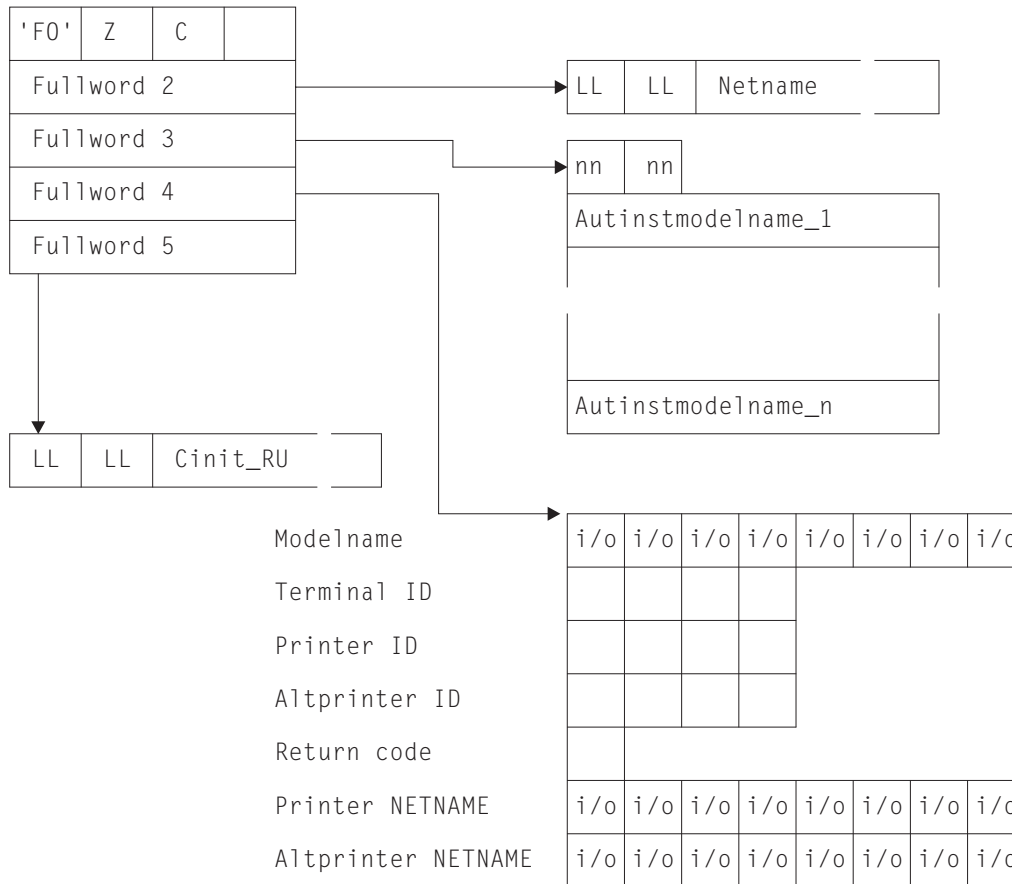 'F0' Z C
Fullword 2
Fullword 3
Fullword 4
Fullword 5
LL LL Netname
nn nn
Autinstmodelname_1
Autinstmodelname_n
LL LL Cinit_RU
Modelname i/o i/o i/o i/o i/o i/o i/o i/o
Terminal ID
Printer ID
Altprinter ID
Return code
Printer NETNAME i/o i/o i/o i/o i/o i/o i/o i/o
Altprinter NETNAME i/o i/o i/o i/o i/o i/o i/o i/o